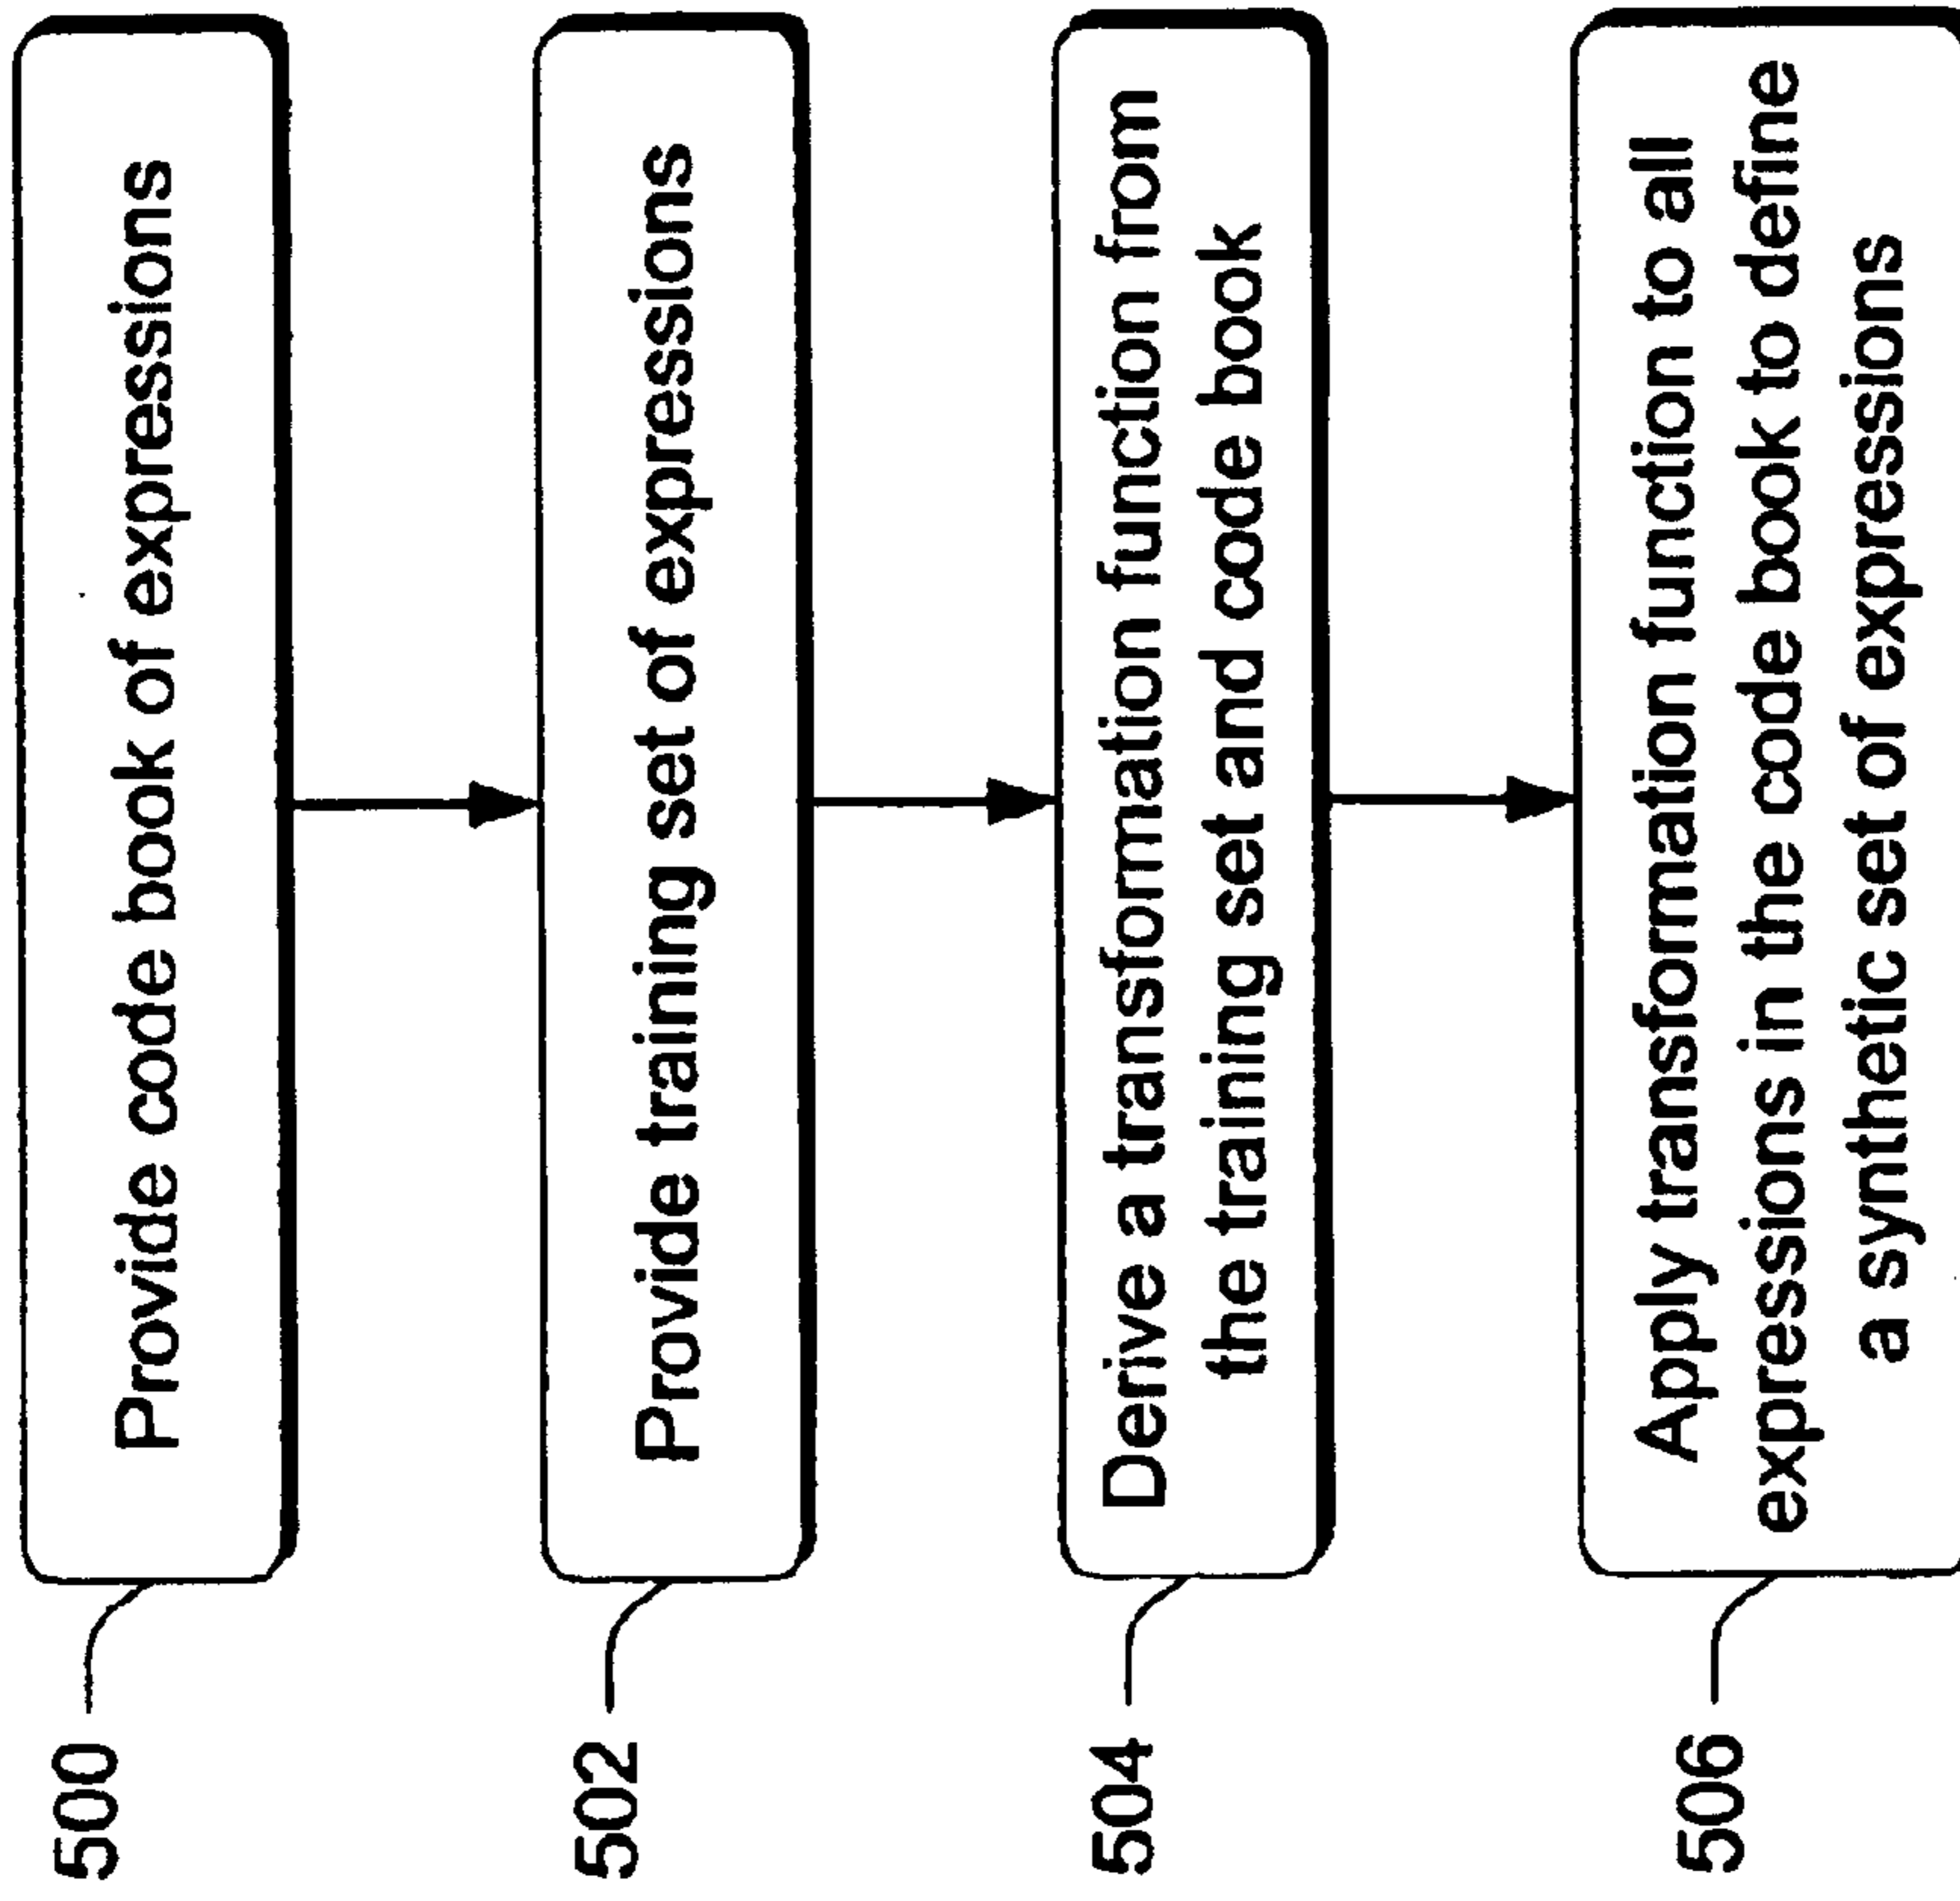 500
Provide code book of expressions
502
Provide training set of expressions
504
Derive a transformation function from
the training set and code book
506
Apply transformation function to all
expressions in the code book to define
a synthetic set of expressions